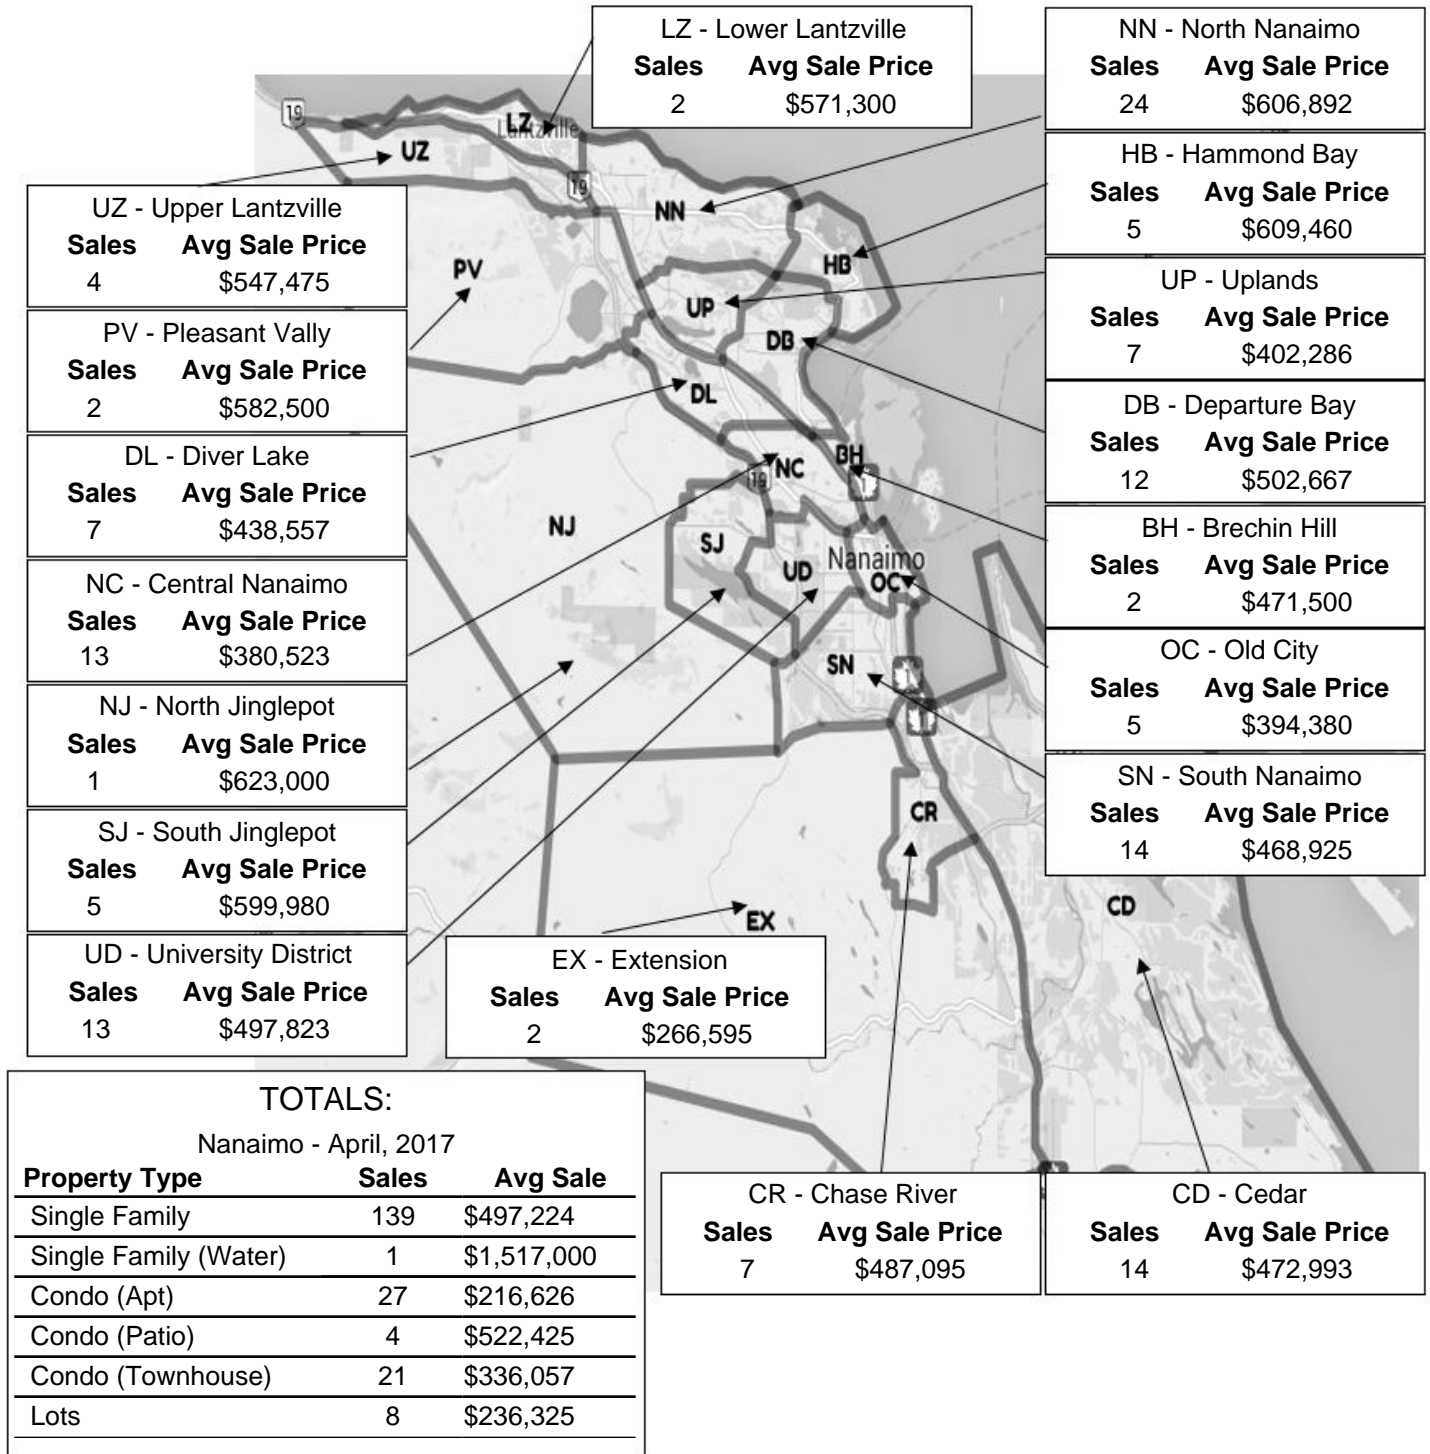 LZ - Lower Lantzville
Sales Avg Sale Price
2 $571,300
NN - North Nanaimo
Sales Avg Sale Price
24 $606,892
HB - Hammond Bay
Sales Avg Sale Price
5 $609,460
UP - Uplands
Sales Avg Sale Price
7 $402,286
DB - Departure Bay
Sales Avg Sale Price
12 $502,667
BH - Brechin Hill
Sales Avg Sale Price
2 $471,500
OC - Old City
Sales Avg Sale Price
5 $394,380
SN - South Nanaimo
Sales Avg Sale Price
14 $468,925
UZ - Upper Lantzville
Sales Avg Sale Price
4 $547,475
PV - Pleasant Vally
Sales Avg Sale Price
2 $582,500
DL - Diver Lake
Sales Avg Sale Price
7 $438,557
NC - Central Nanaimo
Sales Avg Sale Price
13 $380,523
NJ - North Jinglepot
Sales Avg Sale Price
1 $623,000
SJ - South Jinglepot
Sales Avg Sale Price
5 $599,980
UD - University District
Sales Avg Sale Price
13 $497,823
EX - Extension
Sales Avg Sale Price
2 $266,595
CR - Chase River
Sales Avg Sale Price
7 $487,095
CD - Cedar
Sales Avg Sale Price
14 $472,993
19
LZ
Lantzville
UZ
19
NN
PV
HB
UP
DB
DL
BH
NC
19
1
NJ
SJ
UD
Nanaimo
OC
SN
CR
CD
EX
TOTALS:
Nanaimo - April, 2017
Property Type Sales Avg Sale
Single Family 139 $497,224
Single Family (Water) 1 $1,517,000
Condo (Apt) 27 $216,626
Condo (Patio) 4 $522,425
Condo (Townhouse) 21 $336,057
Lots 8 $236,325